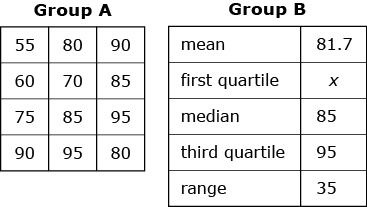 Group A
55 80 90
60 70 85
75 85 95
90 95 80
Group B
mean 81.7
first quartile x
median 85
third quartile 95
range 35